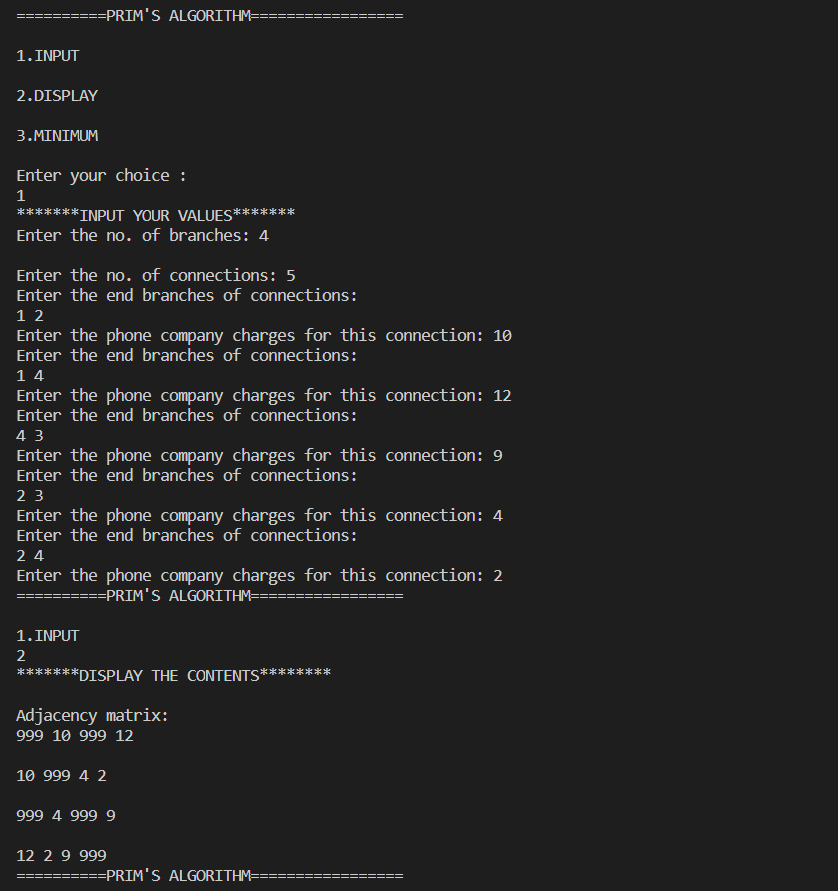 ==========PRIM'S ALGORITHM=================
1.INPUT
2.DISPLAY
3.MINIMUM
Enter your choice :
1
*******INPUT YOUR VALUES*******
Enter the no. of branches: 4
Enter the no. of connections: 5
Enter the end branches of connections:
1 2
Enter the phone company charges for this connection: 10
Enter the end branches of connections:
1 4
Enter the phone company charges for this connection: 12
Enter the end branches of connections:
4 3
Enter the phone company charges for this connection: 9
Enter the end branches of connections:
2 3
Enter the phone company charges for this connection: 4
Enter the end branches of connections:
2 4
Enter the phone company charges for this connection: 2
==========PRIM'S ALGORITHM=================
1.INPUT
2
*******DISPLAY THE CONTENTS********
Adjacency matrix:
999 10 999 12
10 999 4 2
999 4 999 9
12 2 9 999
==========PRIM'S ALGORITHM=================